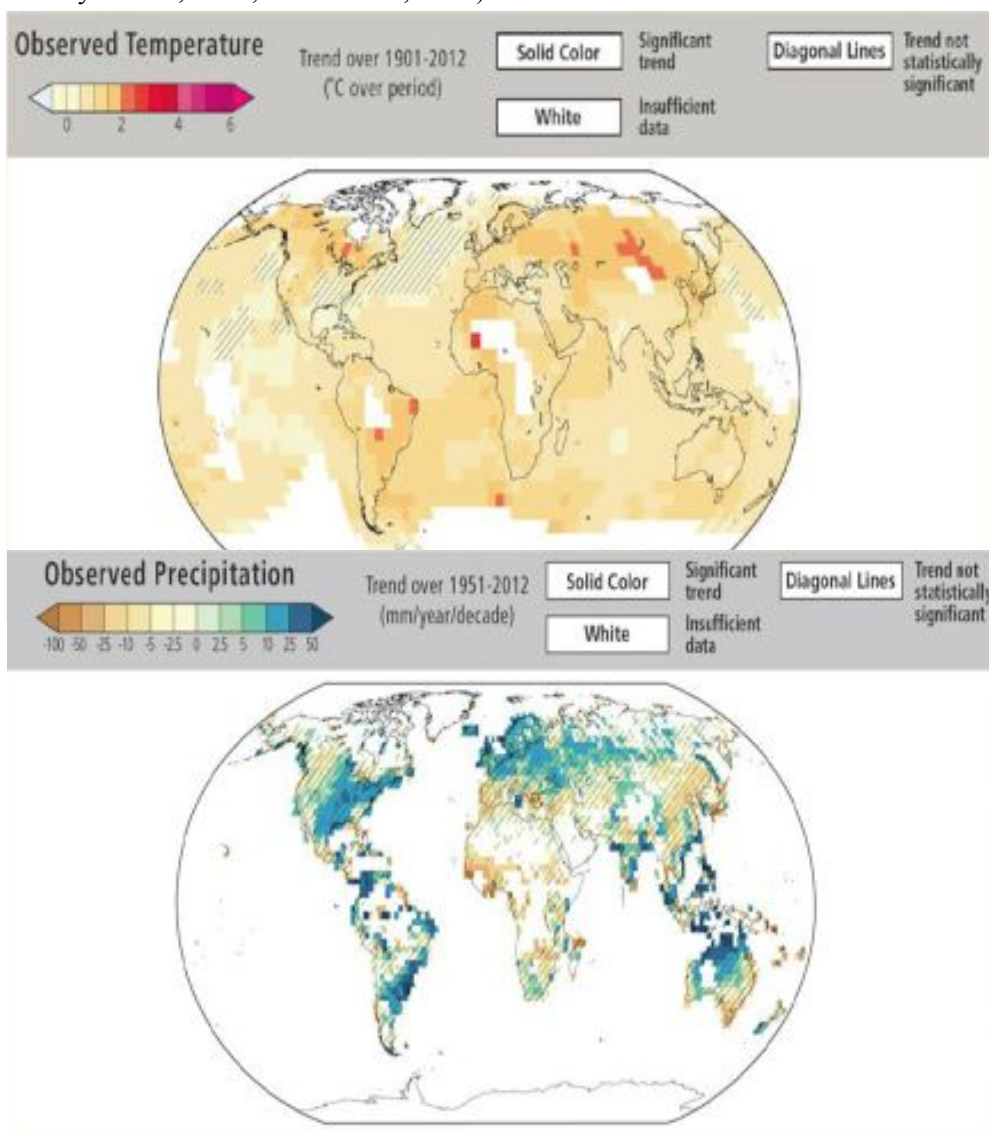 Observed Temperature
Trend over 1901-2012
(°C over period)
Solid Color
Significant
trend
White
Insufficient
data
Diagonal Lines
Trend not
statistically
significant
0 2 4 6
Observed Precipitation
Trend over 1951-2012
(mm/year/decade)
Solid Color
Significant
trend
White
Insufficient
data
Diagonal Lines
Trend not
statistically
significant
-100 -50 -25 -10 -5 -2.5 0 2.5 5 10 25 50